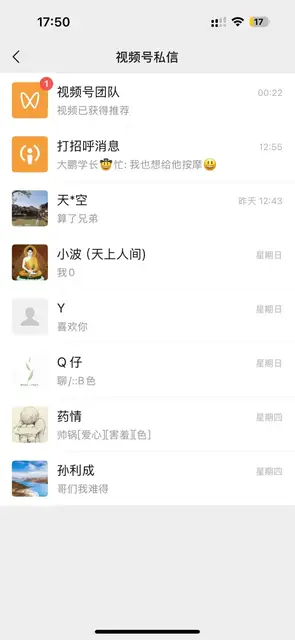 17:50
17
视频号私信
1
视频号团队
00:22
视频已获得推荐
打招呼消息
12:55
大鹏学长🤠忙: 我也想给他按摩😃
天*空
昨天 12:43
算了兄弟
小波 (天上人间)
星期日
我0
Y
星期日
喜欢你
Q 仔
星期日
聊/::B色
药情
星期四
帅锅[爱心][害羞][色]
孙利成
星期四
哥们我难得